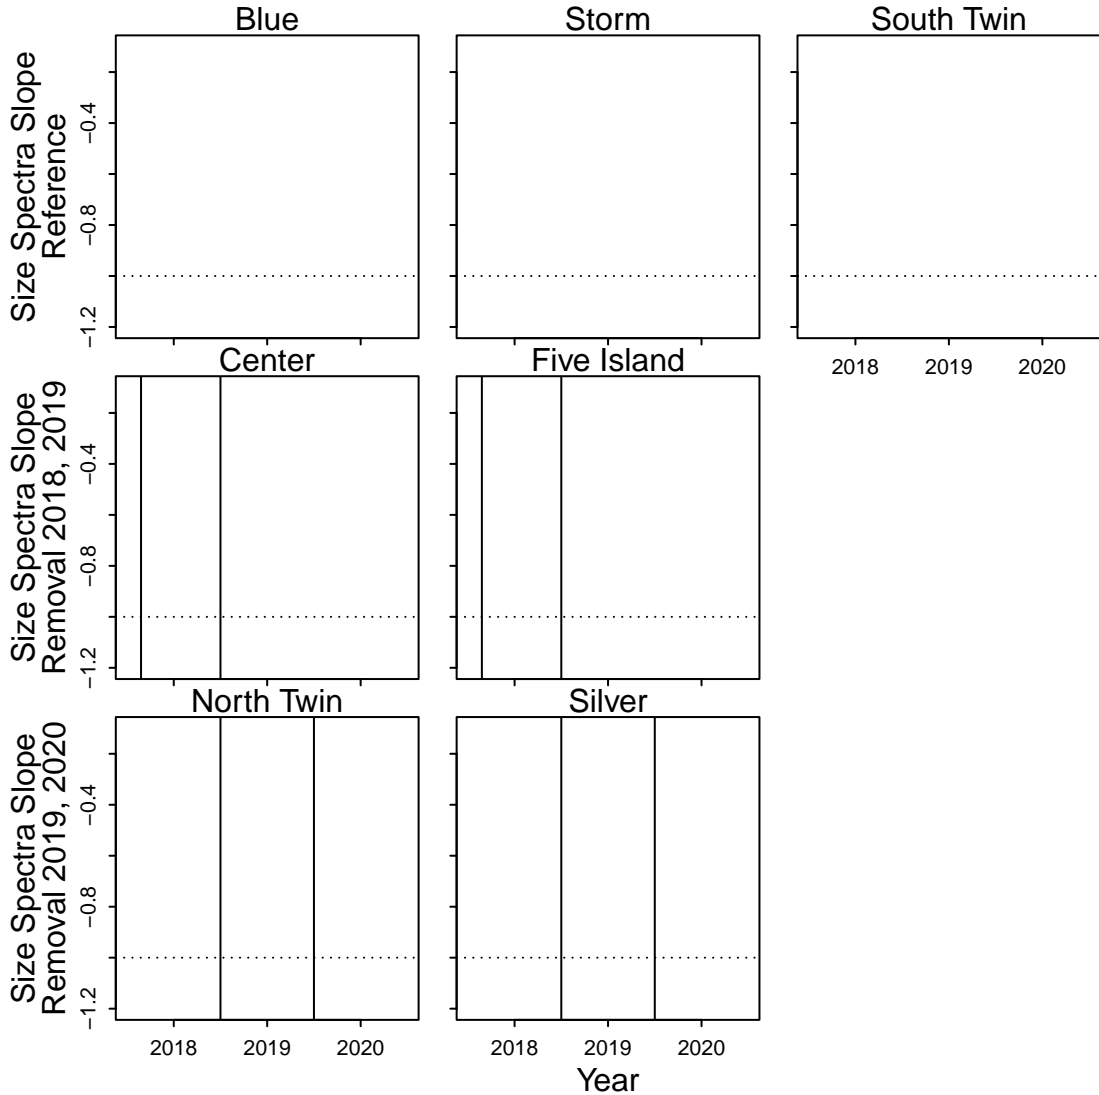 Blue
Storm
South Twin
Size Spectra Slope
Reference
−0.4
−0.8
−1.2
2018 2019 2020
Center
Five Island
Size Spectra Slope
Removal 2018, 2019
−0.4
−0.8
−1.2
North Twin
Silver
Size Spectra Slope
Removal 2019, 2020
−0.4
−0.8
−1.2
2018 2019 2020
2018 2019 2020
Year